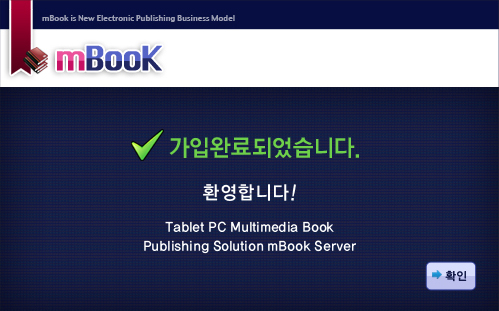 mBook is New Electronic Publishing Business Model
mBooK
가입완료되었습니다.
환영합니다!
Tablet PC Multimedia Book
Publishing Solution mBook Server
확인